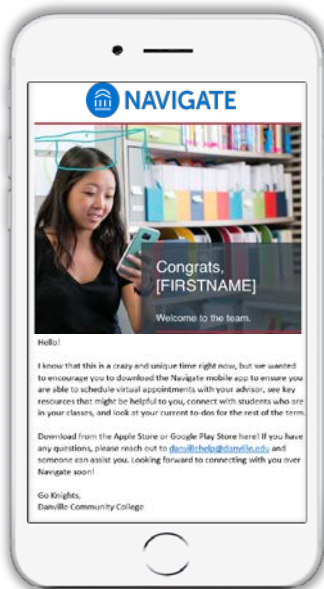 NAVIGATE
Congrats,
[FIRSTNAME]
Welcome to the team.
Hello!
I know that this is a crazy and unique time right now, but we wanted
to encourage you to download the Navigate mobile app to ensure you
are able to schedule virtual appointments with your advisor, see key
resources that might be helpful to you, connect with students who are
in your classes, and look at your current to-dos for the rest of the term.
Download from the Apple Store or Google Play Store here! If you have
any questions, please reach out to danvillehelp@danville.edu and
someone can assist you. Looking forward to connecting with you over
Navigate soon!
Go Knights,
Danville Community College